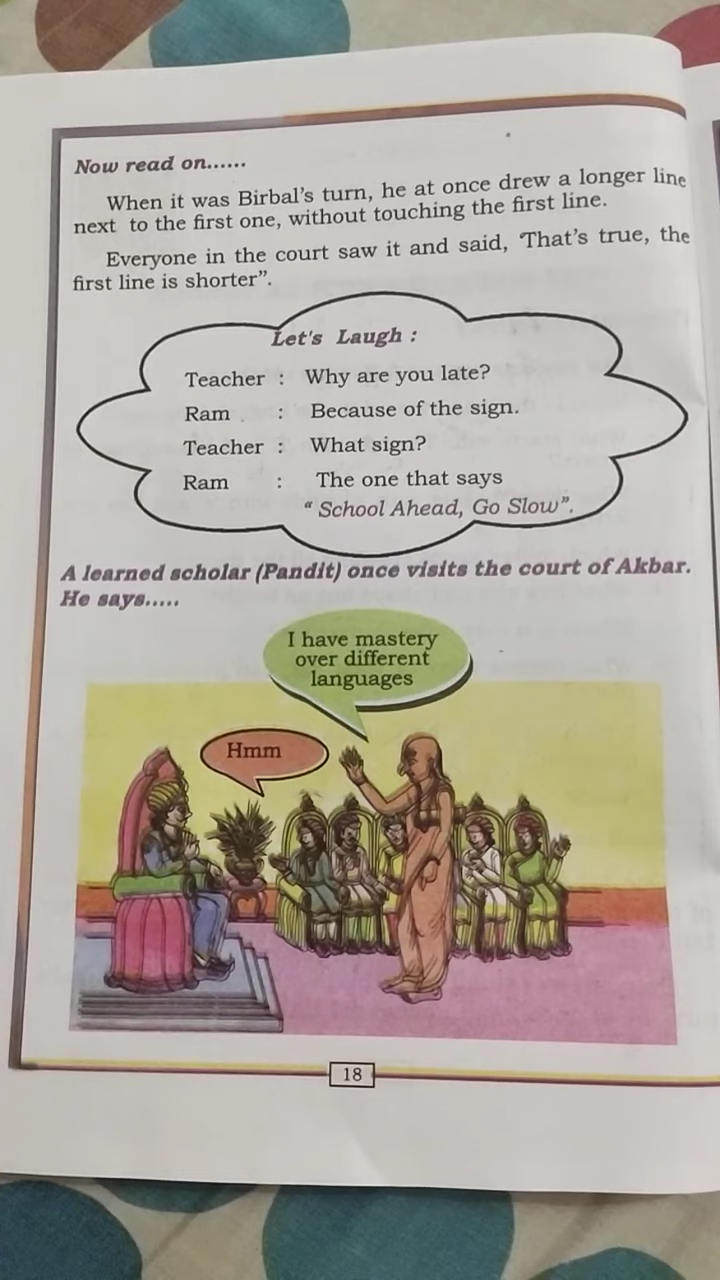 Now read on......
When it was Birbal's turn, he at once drew a longer line
next to the first one, without touching the first line.
Everyone in the court saw it and said, 'That's true, the
first line is shorter".
Let's Laugh :
Teacher : Why are you late?
Ram : Because of the sign.
Teacher : What sign?
Ram : The one that says
" School Ahead, Go Slow".
A learned scholar (Pandit) once visits the court of Akbar.
He says.....
I have mastery
over different
languages
Hmm
18